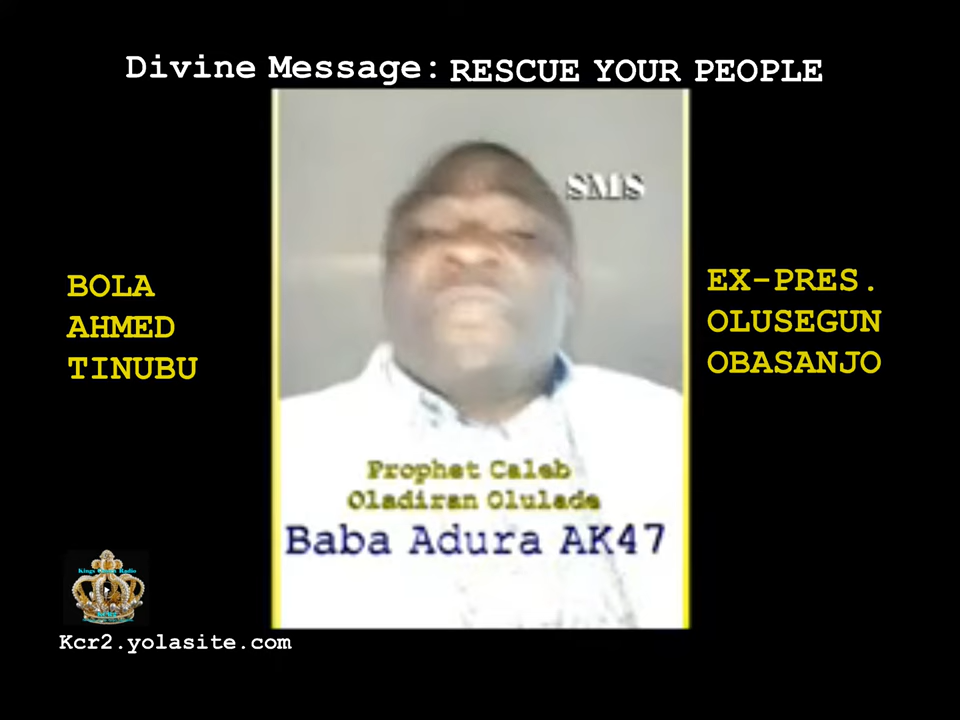 Divine Message: RESCUE YOUR PEOPLE
SMS
BOLA
AHMED
TINUBU
EX-PRES.
OLUSEGUN
OBASANJO
Prophet Caleb
Oladiran Olulade
Baba Adura AK47
Kcr2.yolasite.com